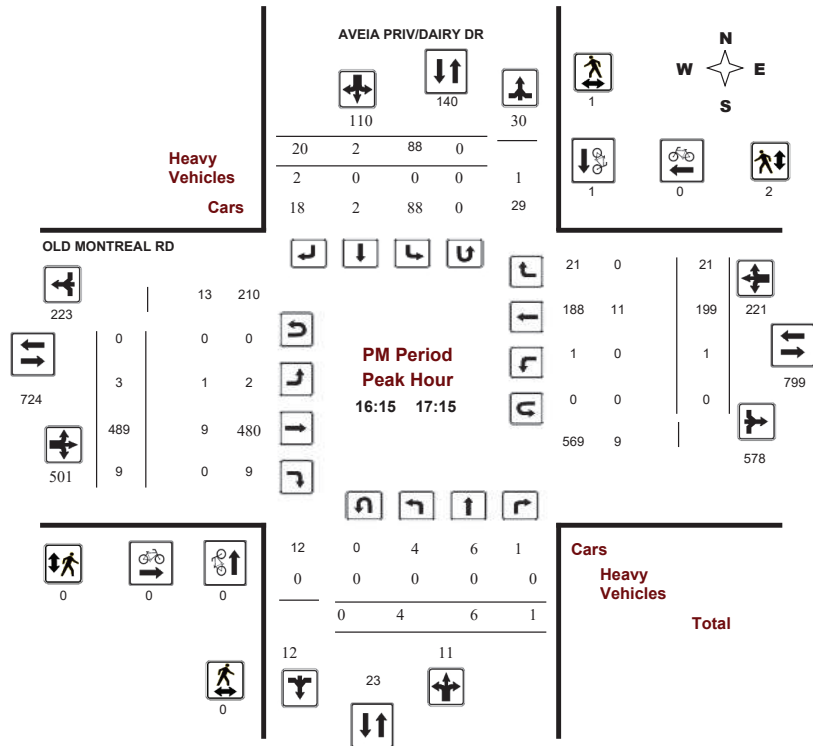 AVEIA PRIV/DAIRY DR
N
W E
S
140
1
110 30
20 2 88 0
Heavy
Vehicles
2 0 0 0 1
1 0 2
Cars
18 2 88 0 29
OLD MONTREAL RD
21 0 21
13 210
223
188 11 199 221
0 0 0
PM Period
Peak Hour
1 0 1
3 1 2
799
724
16:15 17:15
0 0 0
489 9 480
569 9
578
501
9 0 9
12 0 4 6 1
Cars
0 0 0 0 0
Heavy
Vehicles
0 0 0
0 4 6 1
Total
12 11
23
0